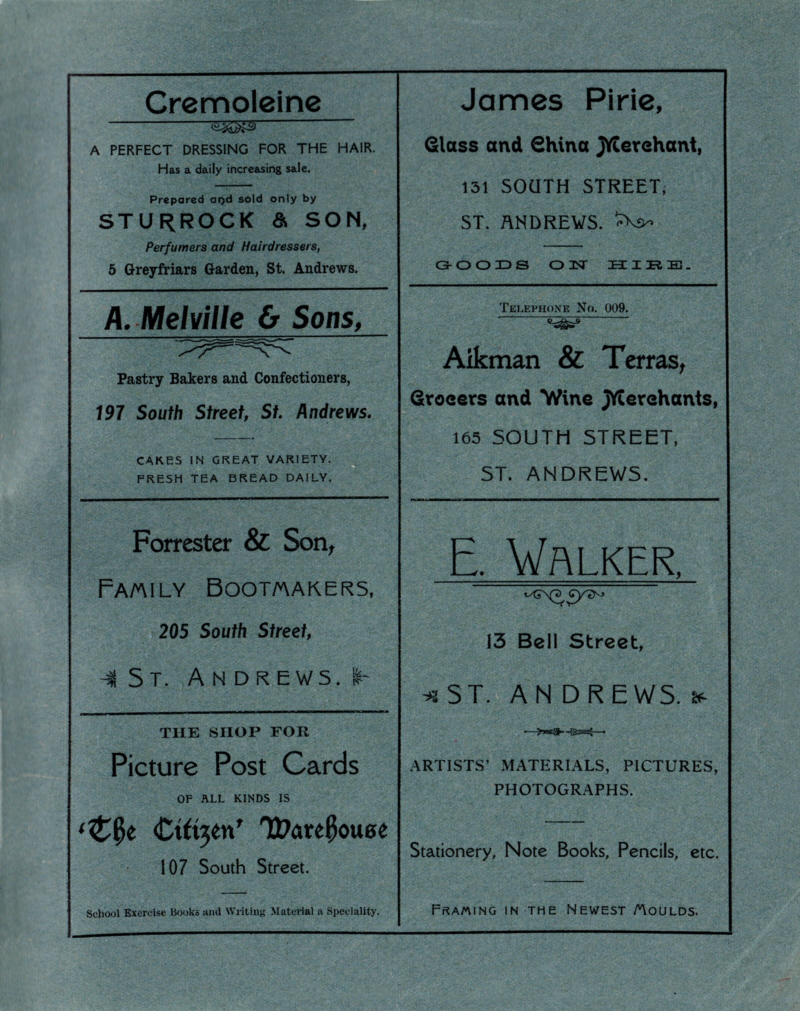 Cremoleine
A PERFECT DRESSING FOR THE HAIR.
Has a daily increasing sale.
Prepared and sold only by
STURROCK & SON,
Perfumers and Hairdressers,
5 Greyfriars Garden, St. Andrews.
A. Melville & Sons,
Pastry Bakers and Confectioners,
197 South Street, St. Andrews.
CAKES IN GREAT VARIETY.
FRESH TEA BREAD DAILY.
Forrester & Son,
FAMILY BOOTMAKERS,
205 South Street,
ST. ANDREWS.
THE SHOP FOR
Picture Post Cards
OF ALL KINDS IS
'The Citizen' Warehouse
107 South Street.
School Exercise Books and Writing Material a Speciality.
James Pirie,
Glass and China Merchant,
131 SOUTH STREET,
ST. ANDREWS.
GOODS ON HIRE.
TELEPHONE No. 009.
Aikman & Terras,
Grocers and Wine Merchants,
165 SOUTH STREET,
ST. ANDREWS.
E. WALKER,
13 Bell Street,
ST. ANDREWS.
ARTISTS' MATERIALS, PICTURES,
PHOTOGRAPHS.
Stationery, Note Books, Pencils, etc.
FRAMING IN THE NEWEST MOULDS.